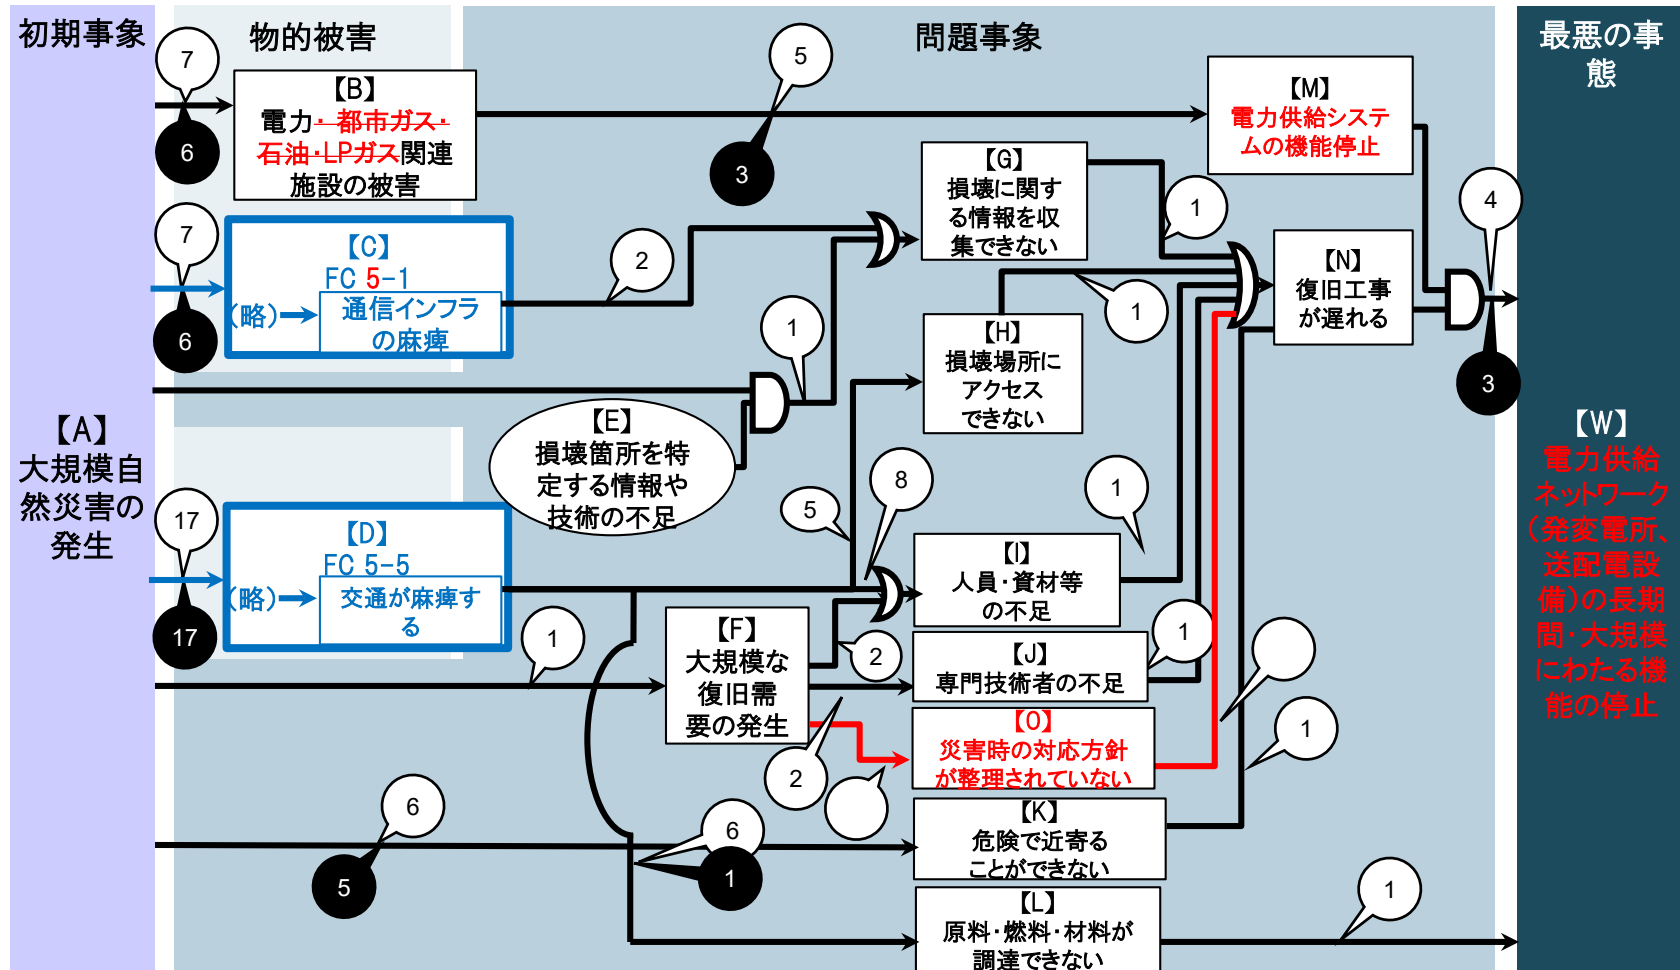 初期事象
物的被害
問題事象
最悪の事
態
【A】
大規模自
然災害の
発生
7
6
【B】
電力・都市ガス・
石油・LPガス関連
施設の被害
5
3
【M】
電力供給システ
ムの機能停止
7
6
【C】
FC 5-1
(略)
通信インフラ
の麻痺
2
【G】
損壊に関す
る情報を収
集できない
1
【N】
復旧工事
が遅れる
4
3
1
【E】
損壊箇所を特
定する情報や
技術の不足
【H】
損壊場所に
アクセス
できない
1
17
17
【D】
FC 5-5
(略)
交通が麻痺す
る
5
8
【I】
人員・資材等
の不足
1
1
【F】
大規模な
復旧需
要の発生
2
2
【J】
専門技術者の不足
1
【O】
災害時の対応方針
が整理されていない
1
6
5
6
1
【K】
危険で近寄る
ことができない
【L】
原料・燃料・材料が
調達できない
1
【W】
電力供給
ネットワーク
(発変電所、
送配電設
備)の長期
間・大規模
にわたる機
能の停止